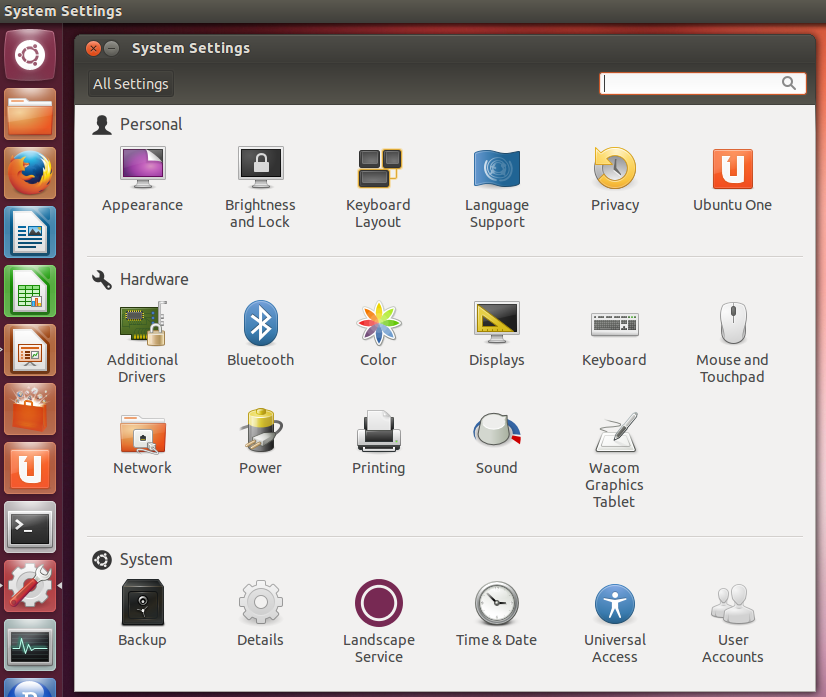 System Settings
System Settings
All Settings
Personal
Appearance
Brightness
and Lock
Keyboard
Layout
Language
Support
Privacy
Ubuntu One
Hardware
Additional
Drivers
Bluetooth
Color
Displays
Keyboard
Mouse and
Touchpad
Network
Power
Printing
Sound
Wacom
Graphics
Tablet
System
Backup
Details
Landscape
Service
Time & Date
Universal
Access
User
Accounts